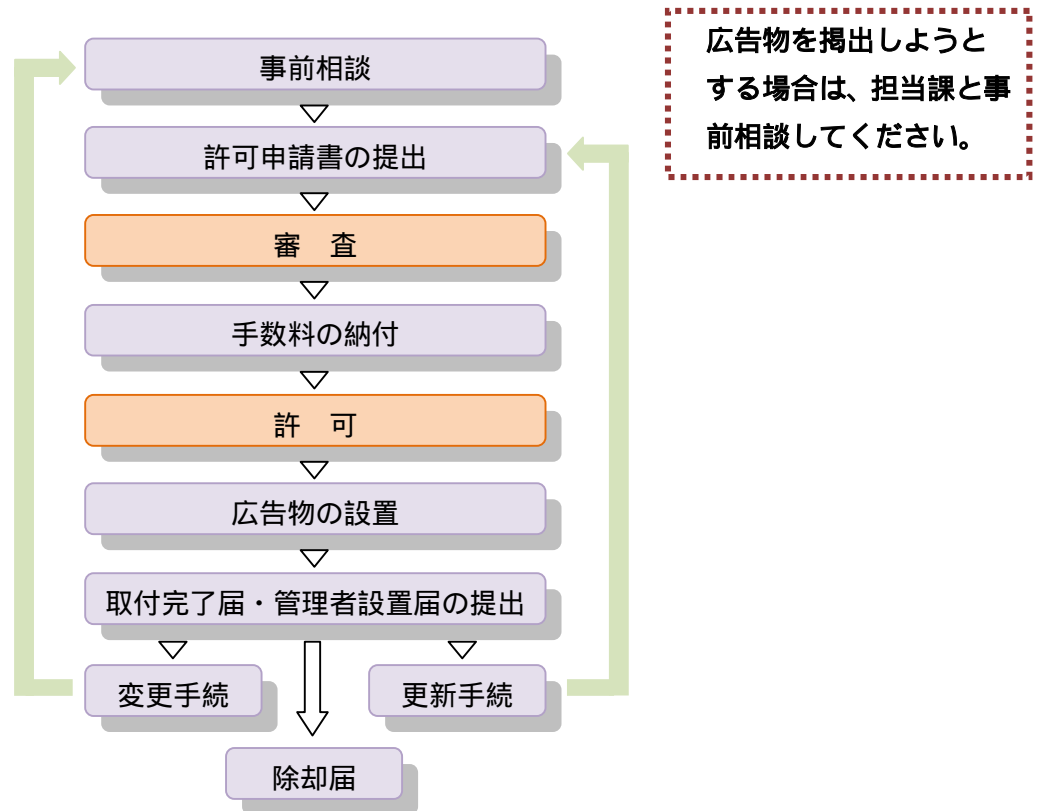 事前相談
許可申請書の提出
審　査
手数料の納付
許　可
広告物の設置
取付完了届・管理者設置届の提出
変更手続
更新手続
除却届
広告物を掲出しようと
する場合は、担当課と事
前相談してください。